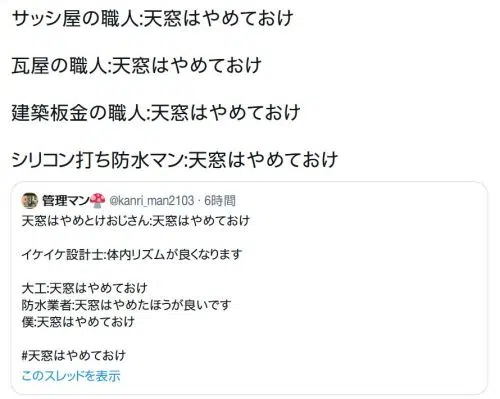 サッシ屋の職人:天窓はやめておけ
瓦屋の職人:天窓はやめておけ
建築板金の職人:天窓はやめておけ
シリコン打ち防水マン:天窓はやめておけ
管理マン🍄 @kanri_man2103・6時間
天窓はやめとけおじさん:天窓はやめておけ
イケイケ設計士:体内リズムが良くなります
大工:天窓はやめておけ
防水業者:天窓はやめたほうが良いです
僕:天窓はやめておけ
#天窓はやめておけ
このスレッドを表示